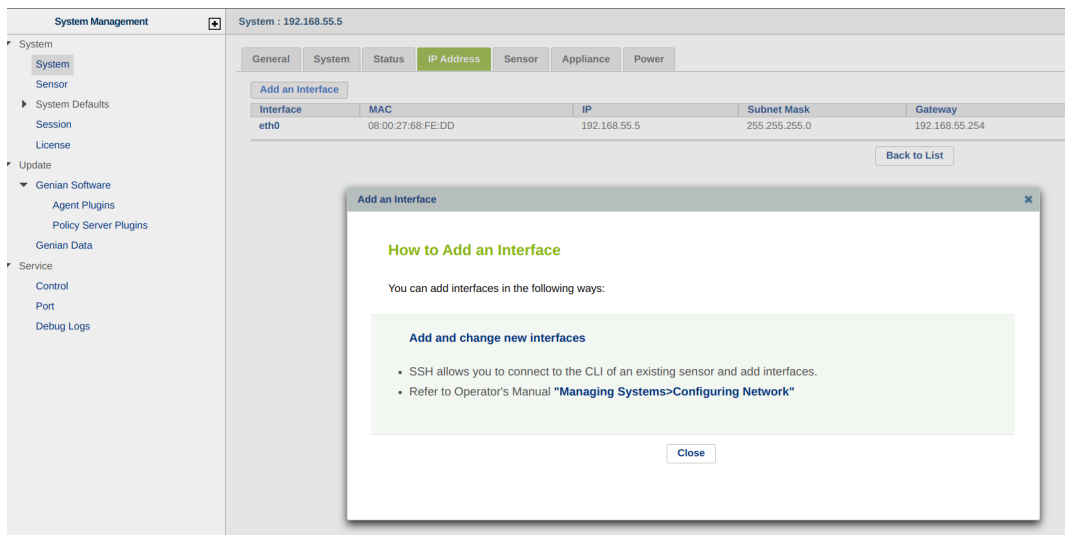 System Management
System
System
Sensor
System Defaults
Session
License
Update
Genian Software
Agent Plugins
Policy Server Plugins
Genian Data
Service
Control
Port
Debug Logs
System : 192.168.55.5
General System Status IP Address Sensor Appliance Power
Add an Interface
Interface MAC IP Subnet Mask Gateway
eth0 08:00:27:68:FE:DD 192.168.55.5 255.255.255.0 192.168.55.254
Back to List
Add an Interface
How to Add an Interface
You can add interfaces in the following ways:
Add and change new interfaces
• SSH allows you to connect to the CLI of an existing sensor and add interfaces.
• Refer to Operator's Manual "Managing Systems>Configuring Network"
Close